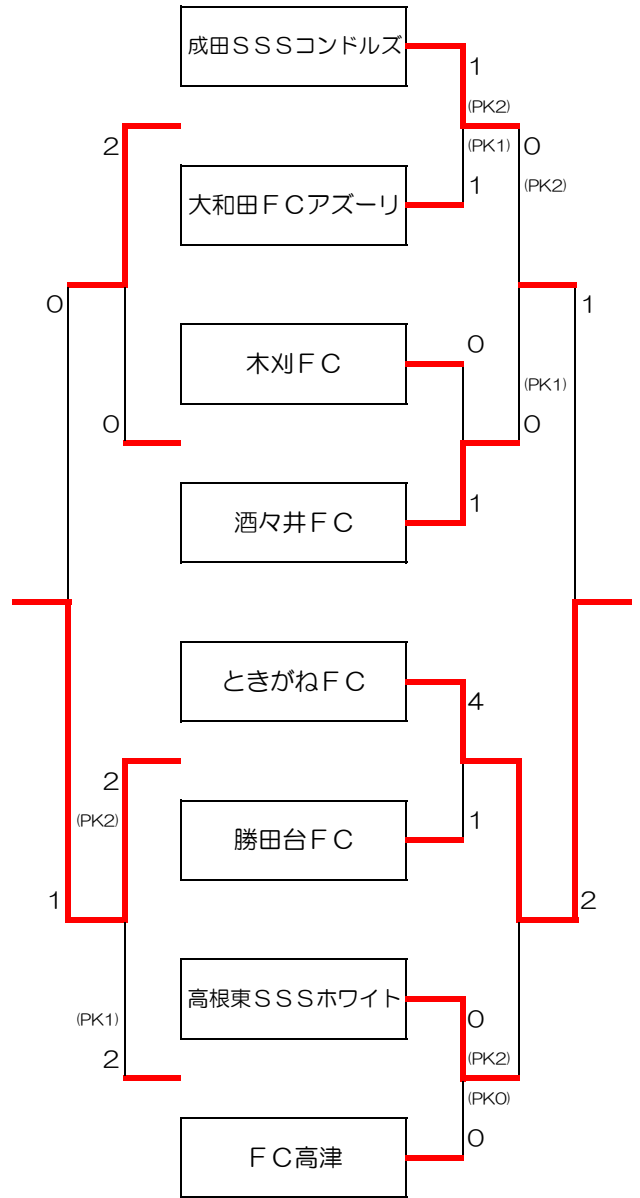 成田ＳＳＳコンドルズ
1
(PK2)
2
(PK1)
0
大和田ＦＣアズーリ
1
(PK2)
0
1
木刈ＦＣ
0
(PK1)
0
0
酒々井ＦＣ
1
ときがねＦＣ
4
2
(PK2)
勝田台ＦＣ
1
1
2
高根東ＳＳＳホワイト
0
(PK1)
2
(PK2)
(PK0)
ＦＣ高津
0